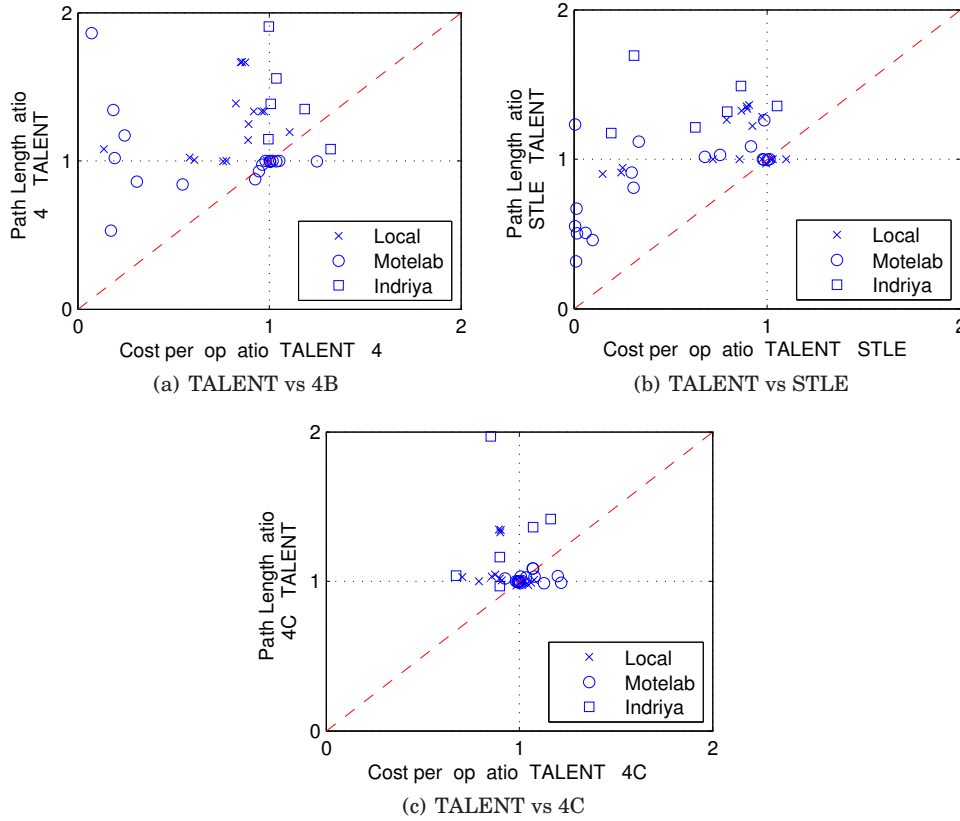 2
1
0
0
1
2
Path Length atio
4 TALENT
Local
Motelab
Indriya
Cost per op atio TALENT 4
(a) TALENT vs 4B
2
1
0
0
1
2
Path Length atio
STLE TALENT
Local
Motelab
Indriya
Cost per op atio TALENT STLE
(b) TALENT vs STLE
2
1
0
0
1
2
Path Length atio
4C TALENT
Local
Motelab
Indriya
Cost per op atio TALENT 4C
(c) TALENT vs 4C